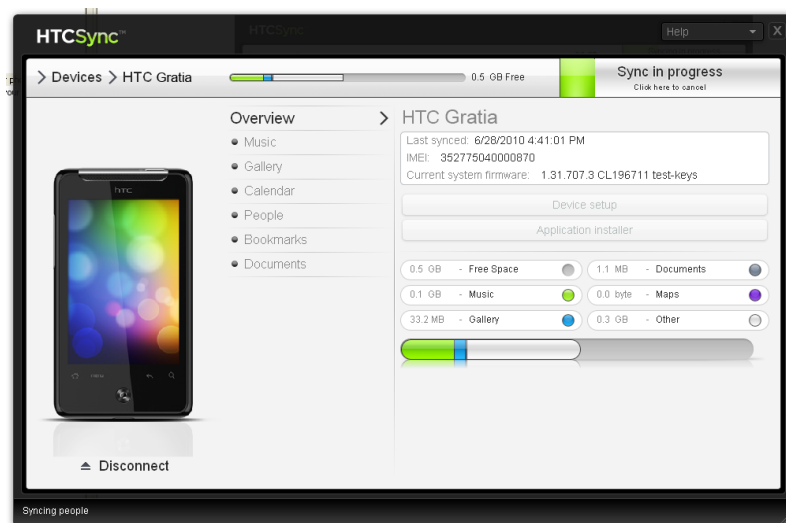 HTCSync™
HTCSync
Help
X
> Devices > HTC Gratia
0.5 GB Free
Sync in progress
Click here to cancel
Overview >
Music
Gallery
Calendar
People
Bookmarks
Documents
HTC Gratia
Last synced: 6/28/2010 4:41:01 PM
IMEI: 352775040000870
Current system firmware: 1.31.707.3 CL196711 test-keys
Device setup
Application installer
0.5 GB - Free Space
1.1 MB - Documents
0.1 GB - Music
0.0 byte - Maps
33.2 MB - Gallery
0.3 GB - Other
hTC
MENU
Disconnect
Syncing people